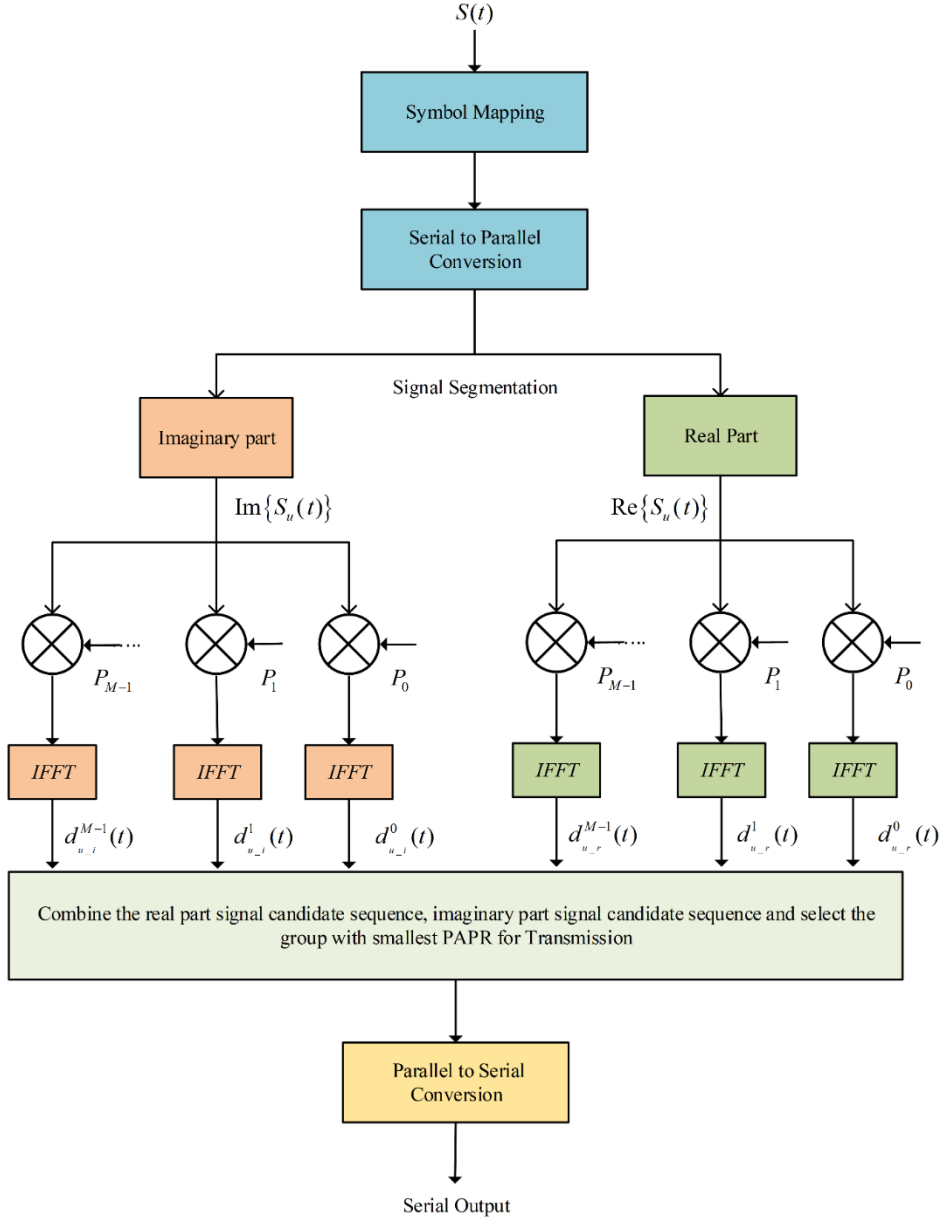 S(t)
Symbol Mapping
Serial to Parallel
Conversion
Signal Segmentation
Imaginary part
Real Part
Im{S_u(t)}
Re{S_u(t)}
P_{M-1}
P_1
P_0
P_{M-1}
P_1
P_0
IFFT
IFFT
IFFT
IFFT
IFFT
IFFT
d_{u_i}^{M-1}(t)
d_{u_i}^{1}(t)
d_{u_i}^{0}(t)
d_{u_r}^{M-1}(t)
d_{u_r}^{1}(t)
d_{u_r}^{0}(t)
Combine the real part signal candidate sequence, imaginary part signal candidate sequence and select the
group with smallest PAPR for Transmission
Parallel to Serial
Conversion
Serial Output